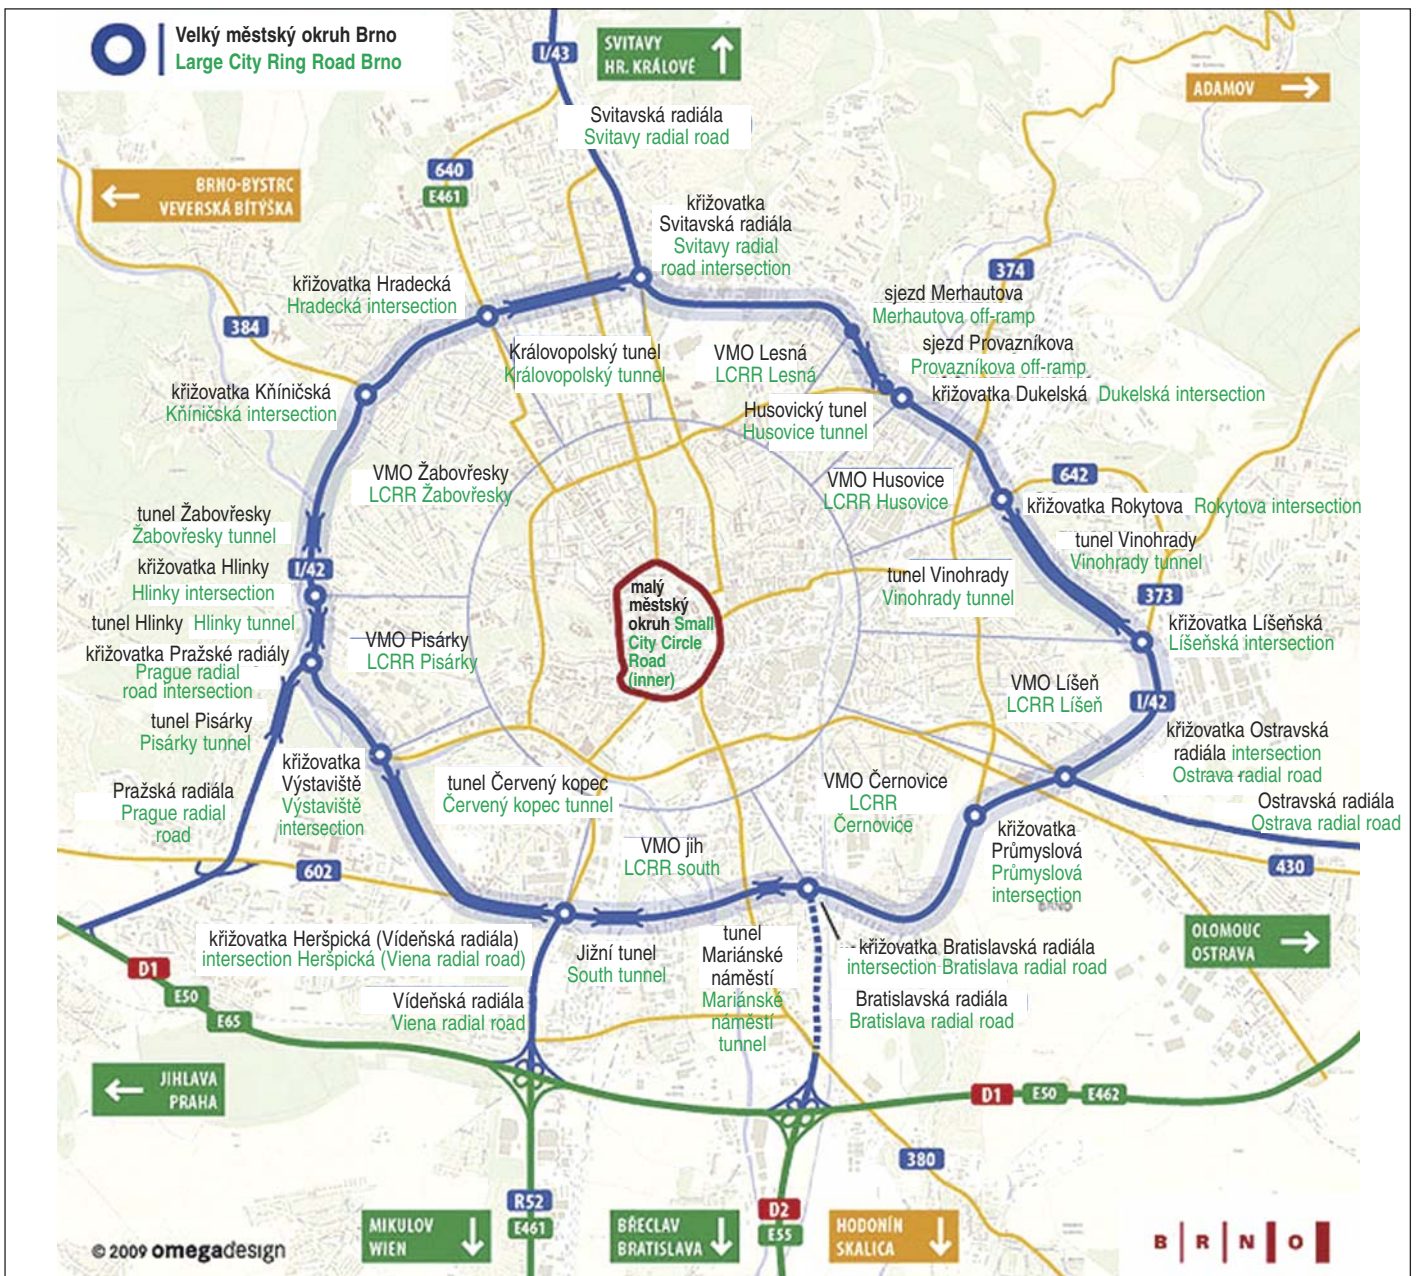 Velký městský okruh Brno
Large City Ring Road Brno
I/43
SVITAVY
HR. KRÁLOVÉ
ADAMOV
Svitavská radiála
Svitavy radial road
640
E461
BRNO-BYSTRC
VEVERSKÁ BÍTÝŠKA
křižovatka
Svitavská radiála
Svitavy radial
road intersection
374
křižovatka Hradecká
Hradecká intersection
sjezd Merhautova
Merhautova off-ramp
384
sjezd Provazníkova
Provazníkova off-ramp
Královopolský tunel
Královopolský tunnel
VMO Lesná
LCRR Lesná
křižovatka Kňíničská
Kňíničská intersection
křižovatka Dukelská Dukelská intersection
Husovický tunel
Husovice tunnel
VMO Žabovřesky
LCRR Žabovřesky
VMO Husovice
LCRR Husovice
642
křižovatka Rokytova Rokytova intersection
tunel Žabovřesky
Žabovřesky tunnel
tunel Vinohrady
Vinohrady tunnel
křižovatka Hlinky
Hlinky intersection
I/42
tunel Vinohrady
Vinohrady tunnel
373
malý
městský
okruh Small
City Circle
Road
(inner)
tunel Hlinky Hlinky tunnel
křižovatka Líšeňská
Líšeňská intersection
VMO Pisárky
LCRR Pisárky
křižovatka Pražské radiály
Prague radial
road intersection
VMO Líšeň
LCRR Líšeň
I/42
tunel Pisárky
Pisárky tunnel
křižovatka Ostravská
radiála intersection
Ostrava radial road
křižovatka
Výstaviště
Výstaviště
intersection
tunel Červený kopec
Červený kopec tunnel
VMO Černovice
LCRR
Černovice
Pražská radiála
Prague radial
road
Ostravská radiála
Ostrava radial road
křižovatka
Průmyslová
Průmyslová
intersection
BRNO
VMO jih
LCRR south
602
430
křižovatka Heršpická (Vídeňská radiála)
intersection Heršpická (Viena radial road)
Jižní tunel
South tunnel
tunel
Mariánské
náměstí
Mariánské
náměstí
tunnel
křižovatka Bratislavská radiála
intersection Bratislava radial road
OLOMOUC
OSTRAVA
D1
E50
E65
Vídeňská radiála
Viena radial road
Bratislavská radiála
Bratislava radial road
JIHLAVA
PRAHA
D1
E50
E462
380
R52
E461
D2
E55
MIKULOV
WIEN
BŘECLAV
BRATISLAVA
HODONÍN
SKALICA
© 2009 omegadesign
BRNO